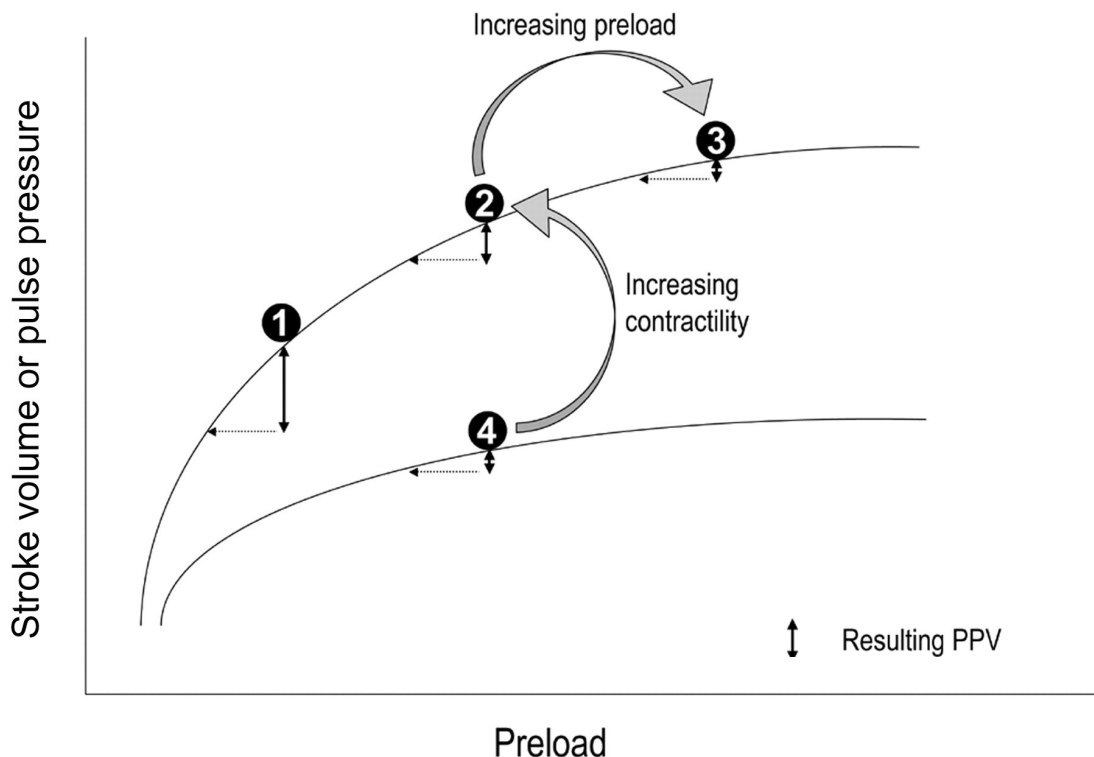 Increasing preload
Stroke volume or pulse pressure
3
2
1
Increasing
contractility
4
Resulting PPV
Preload